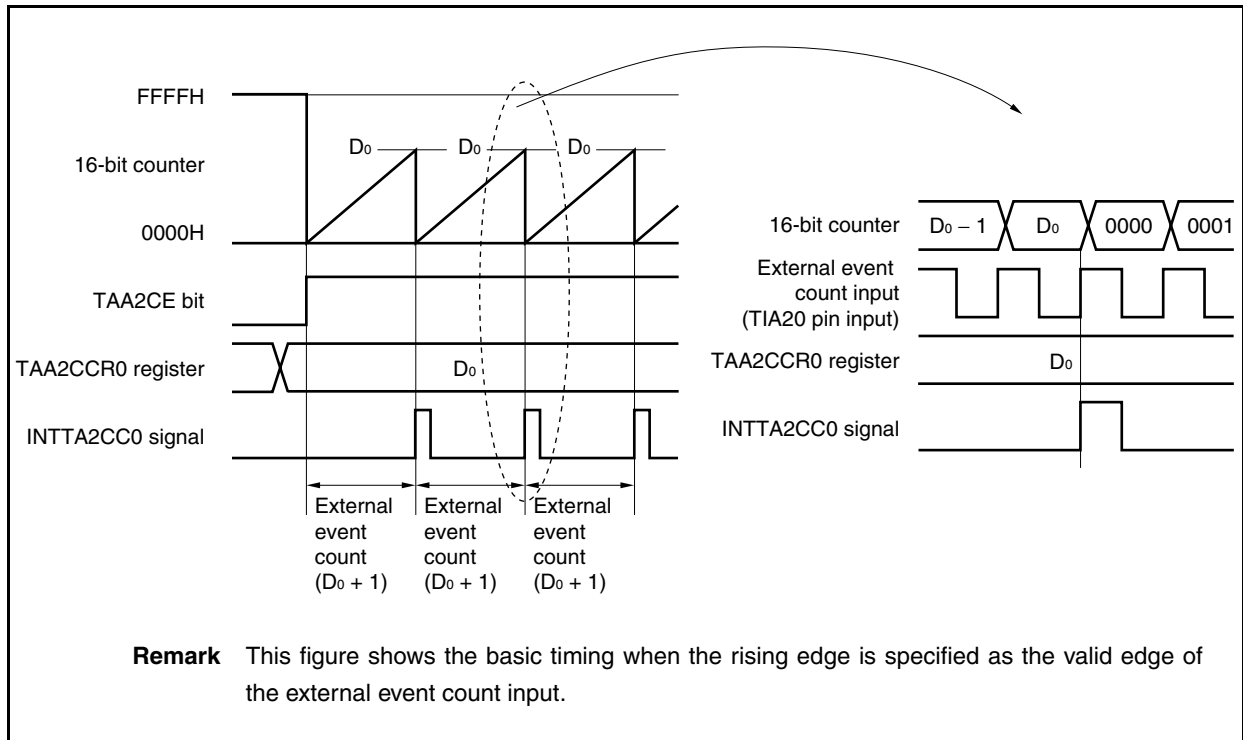 FFFFH
16-bit counter
0000H
D0
D0
D0
TAA2CE bit
TAA2CCR0 register
D0
INTTA2CC0 signal
External
event
count
(D0 + 1)
External
event
count
(D0 + 1)
External
event
count
(D0 + 1)
16-bit counter
D0 − 1
D0
0000
0001
External event
count input
(TIA20 pin input)
TAA2CCR0 register
D0
INTTA2CC0 signal
Remark This figure shows the basic timing when the rising edge is specified as the valid edge of
the external event count input.